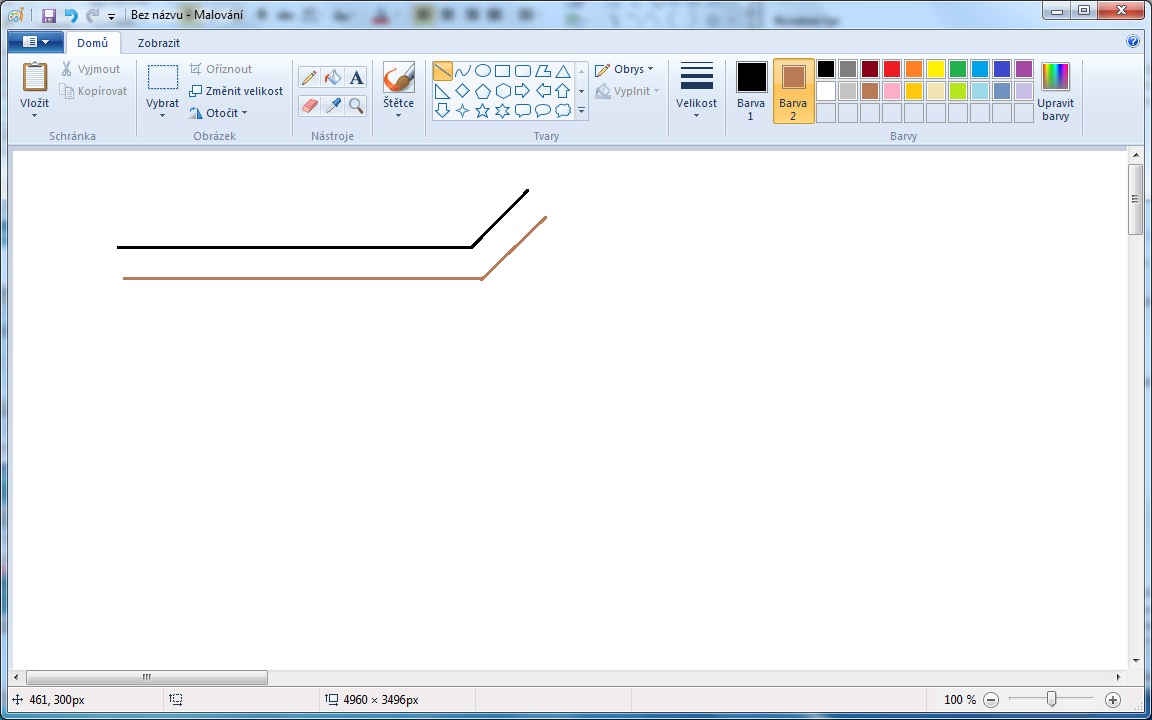 Bez názvu - Malování
Domů
Zobrazit
Vložit
Vyjmout
Kopírovat
Schránka
Vybrat
Oříznout
Změnit velikost
Otočit
Obrázek
A
Nástroje
Štětce
Obrys
Vyplnit
Tvary
Velikost
Barva
1
Barva
2
Upravit
barvy
Barvy
461, 300px
4960 × 3496px
100 %